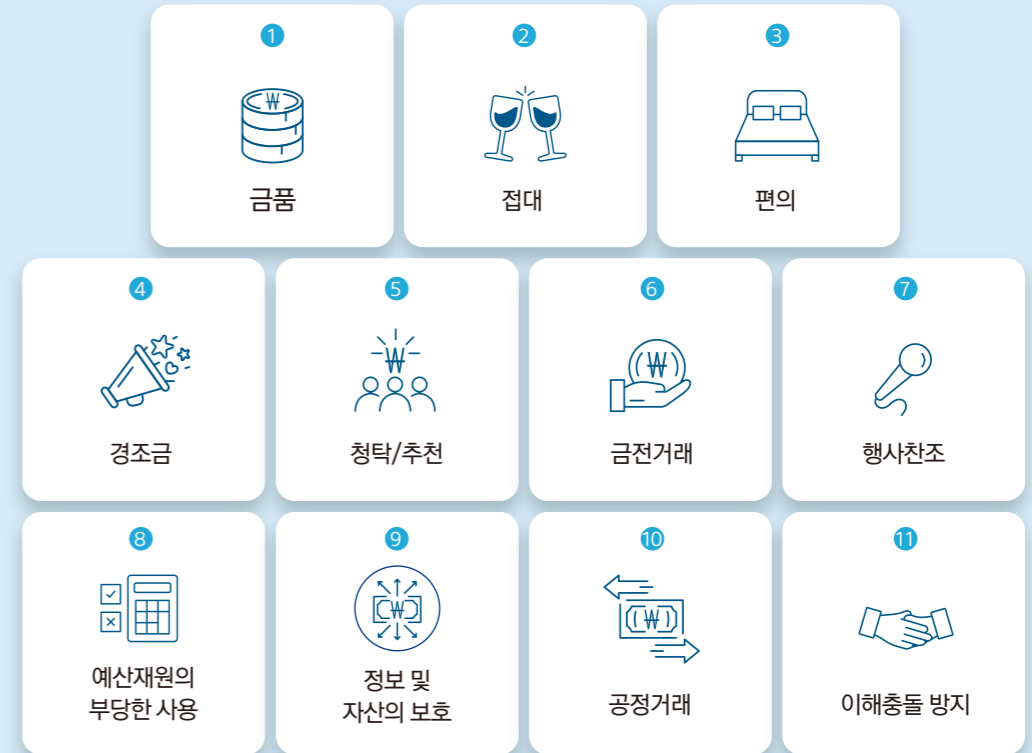 1
₩
금품
2
접대
3
편의
4
경조금
5
₩
청탁/추천
6
₩
금전거래
7
행사찬조
8
예산재원의
부당한 사용
9
₩
정보 및
자산의 보호
10
₩
공정거래
11
이해충돌 방지